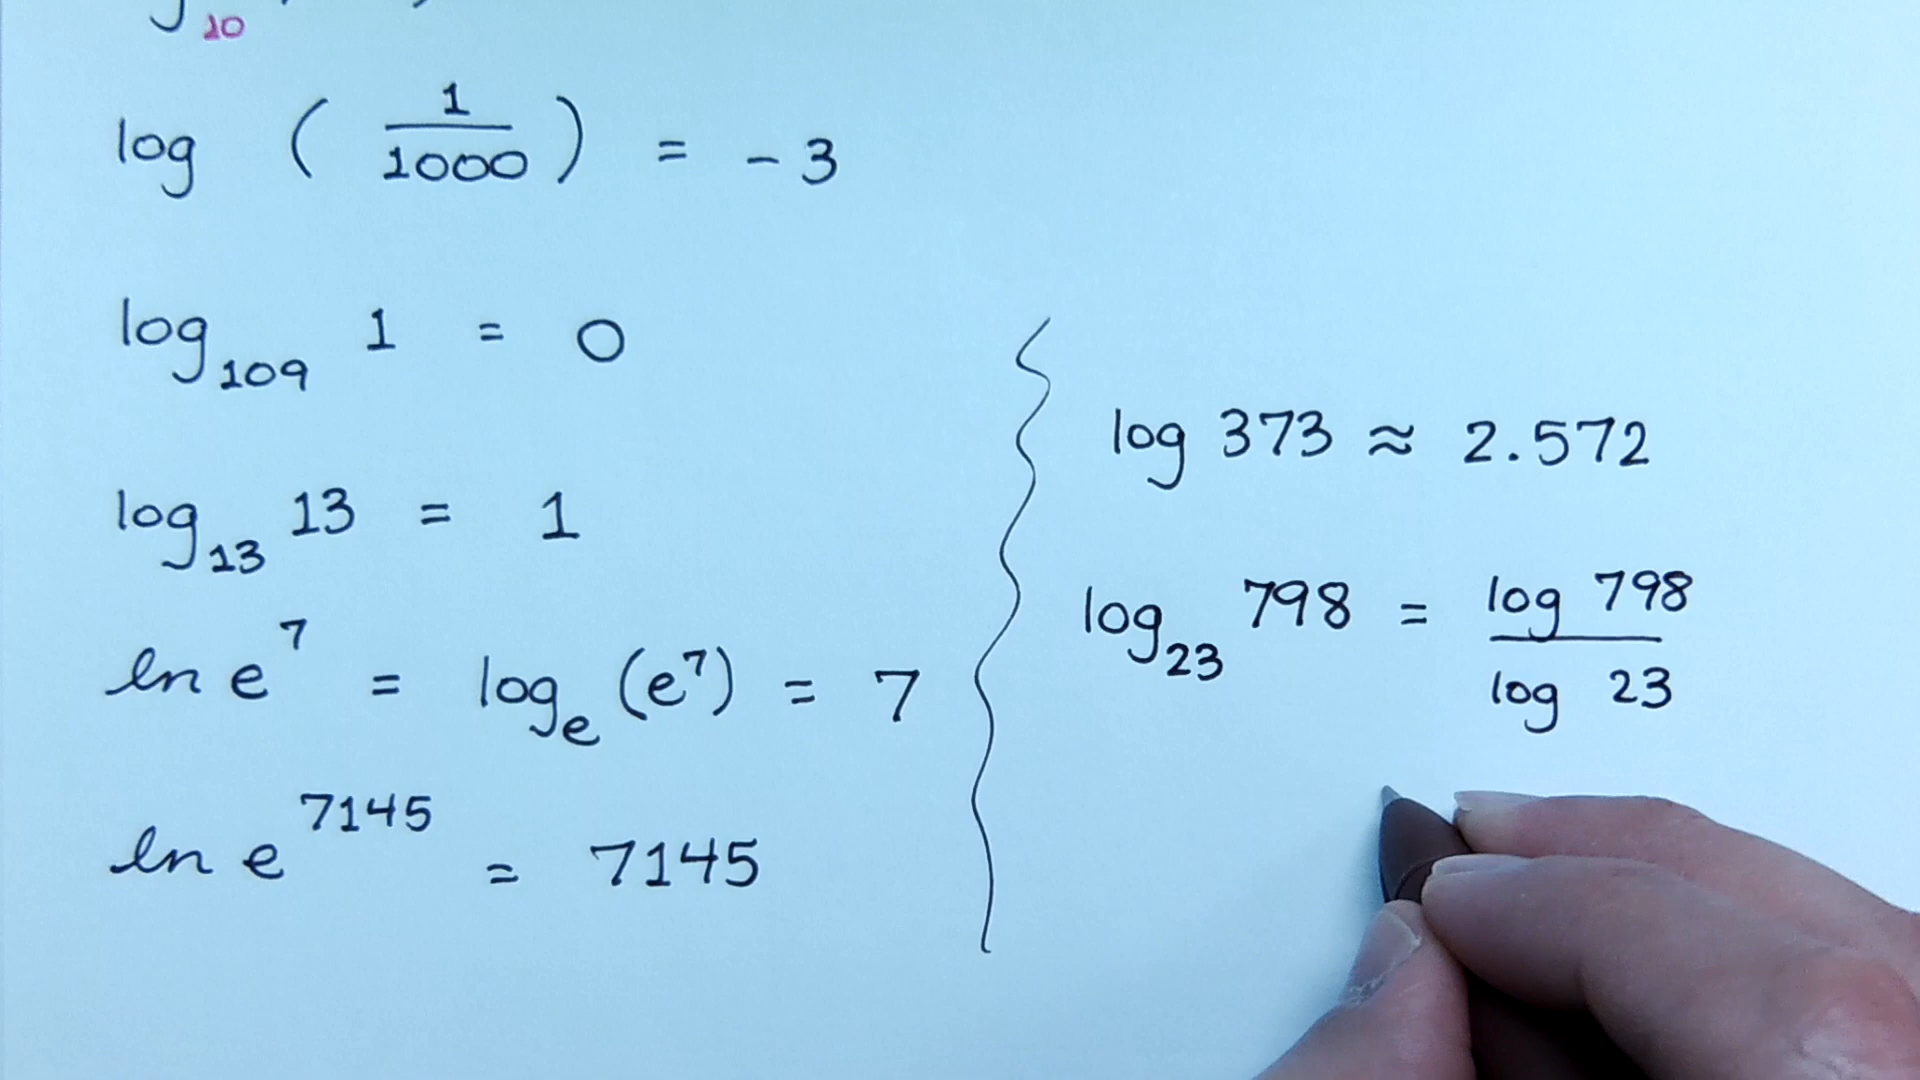 10
log ( 1/1000 ) = - 3
log₁₀₉ 1 = 0
log₁₃ 13 = 1
ln e⁷ = logₑ (e⁷) = 7
ln e⁷¹⁴⁵ = 7145
log 373 ≈ 2.572
log₂₃ 798 = log 798 / log 23